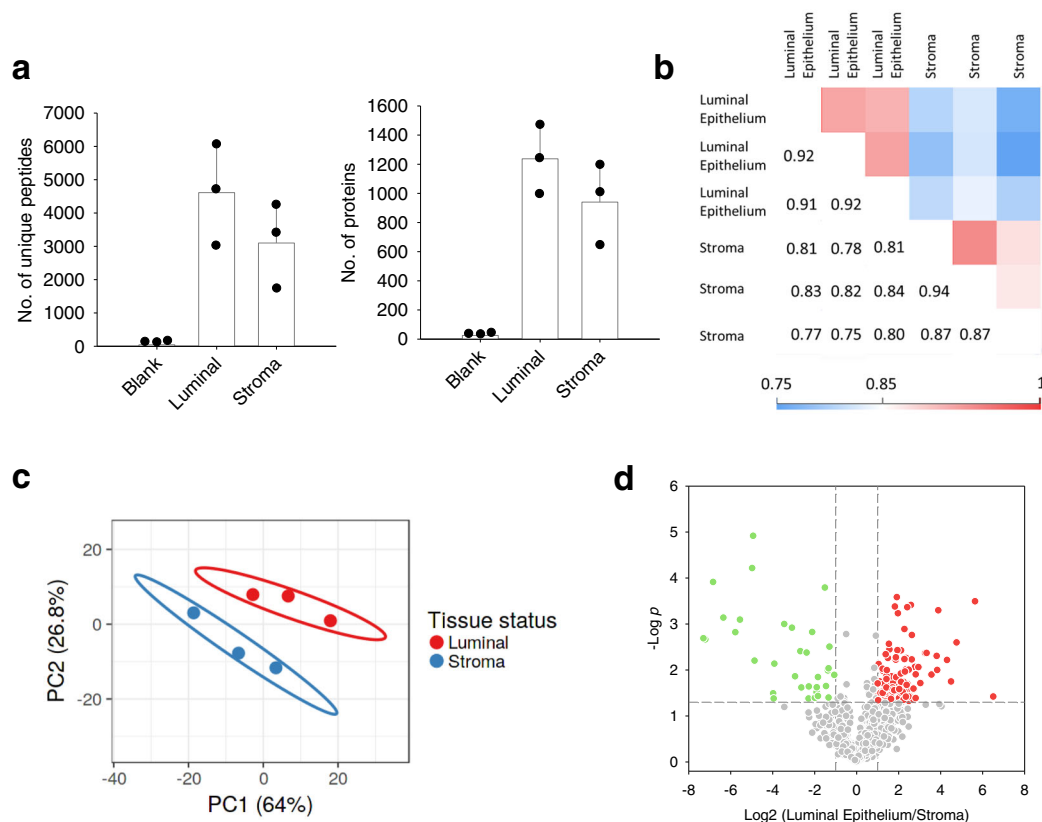 a
No. of unique peptides
7000
6000
5000
4000
3000
2000
1000
0
Blank
Luminal
Stroma
No. of proteins
1600
1400
1200
1000
800
600
400
200
0
Blank
Luminal
Stroma
b
Luminal
Epithelium
Luminal
Epithelium
Luminal
Epithelium
Stroma
Stroma
Stroma
Luminal
Epithelium
Luminal
Epithelium
0.92
Luminal
Epithelium
0.91 0.92
Stroma
0.81 0.78 0.81
Stroma
0.83 0.82 0.84 0.94
Stroma
0.77 0.75 0.80 0.87 0.87
0.75 0.85 1
c
PC2 (26.8%)
20
0
-20
-40 -20 0 20
PC1 (64%)
Tissue status
Luminal
Stroma
d
-Log p
6
5
4
3
2
1
0
-8 -6 -4 -2 0 2 4 6 8
Log2 (Luminal Epithelium/Stroma)